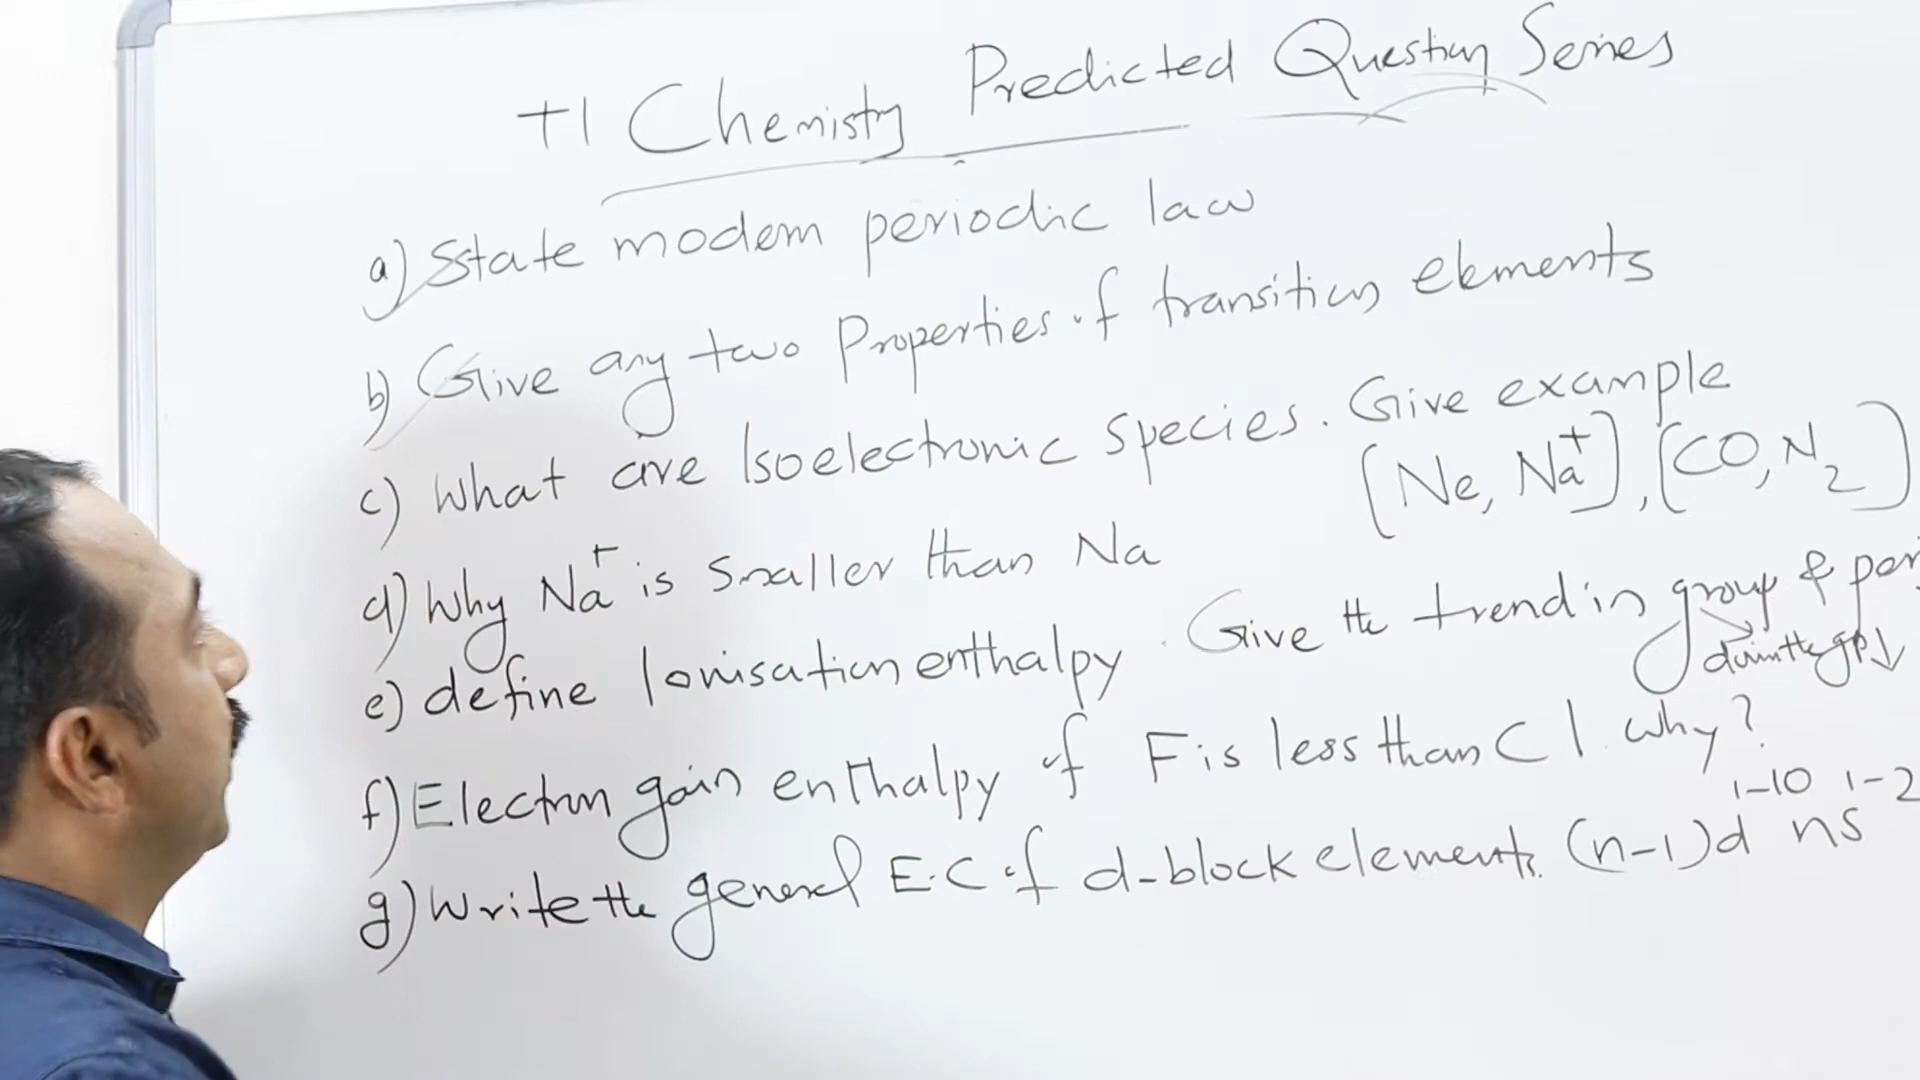 +1 Chemistry Predicted Question Series
a) State modern periodic law
b) Give any two Properties of transition elements
c) What are Isoelectronic Species. Give example
[Ne, Na⁺], [CO, N₂]
d) Why Na⁺ is smaller than Na
e) define Ionisation enthalpy. Give the trend in group & per
down the gp ↓
f) Electron gain enthalpy of F is less than Cl. why?
g) Write the general E.C of d-block elements. (n-1)d¹⁻¹⁰ ns¹⁻²